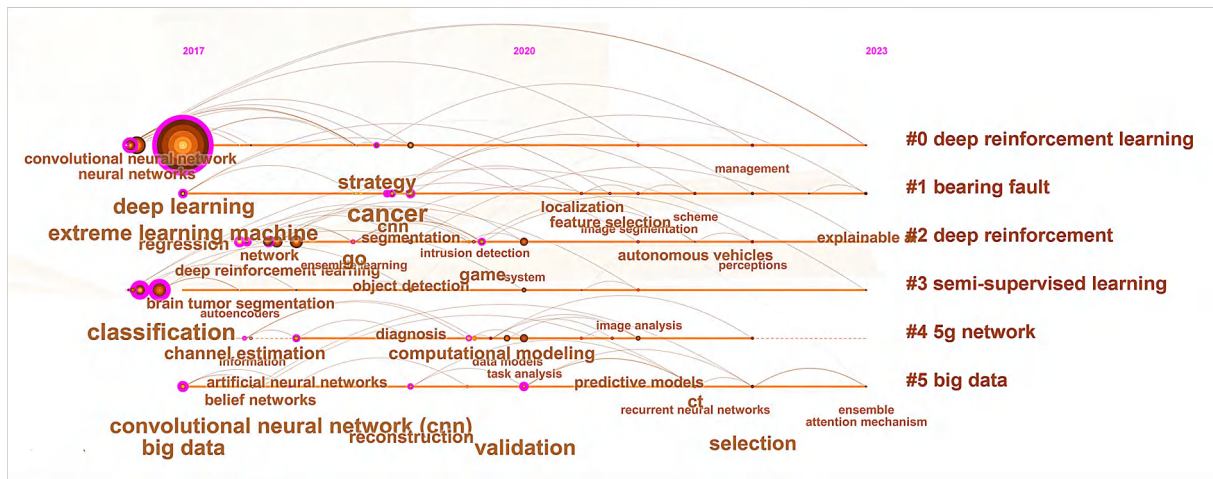 2017
2020
2023
#0 deep reinforcement learning
convolutional neural network
neural networks
management
strategy
#1 bearing fault
deep learning
cancer
localization
feature selection
scheme
cnn
image segmentation
extreme learning machine
regression
segmentation
explainable ai
#2 deep reinforcement
network
go
intrusion detection
autonomous vehicles
ensemble learning
perceptions
deep reinforcement learning
game
system
object detection
#3 semi-supervised learning
brain tumor segmentation
autoencoders
classification
diagnosis
image analysis
#4 5g network
channel estimation
computational modeling
information
data models
task analysis
artificial neural networks
predictive models
#5 big data
belief networks
ct
recurrent neural networks
ensemble
attention mechanism
convolutional neural network (cnn)
reconstruction
big data
validation
selection